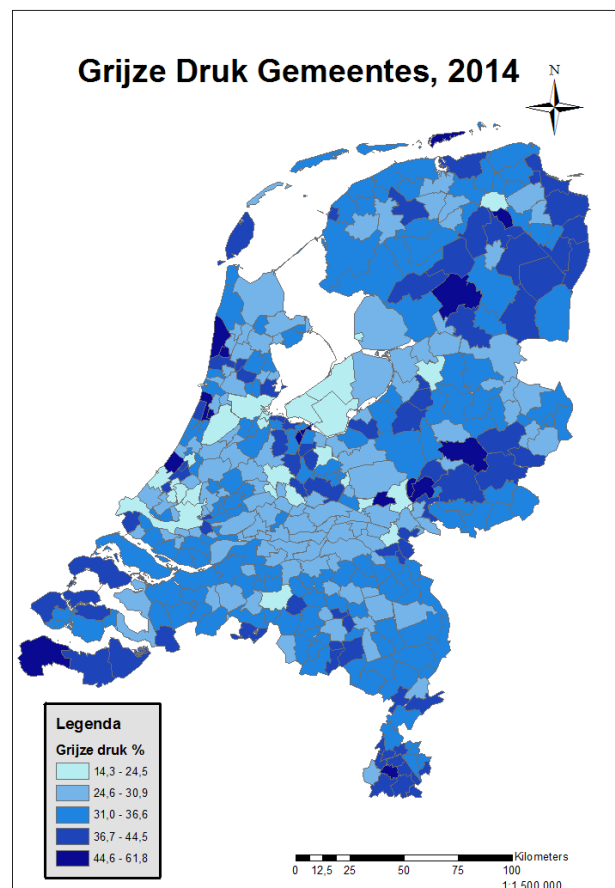 Grijze Druk Gemeentes, 2014
N
Legenda
Grijze druk %
14,3 - 24,5
24,6 - 30,9
31,0 - 36,6
36,7 - 44,5
44,6 - 61,8
Kilometers
0 12,5 25 50 75 100
1:1.500.000